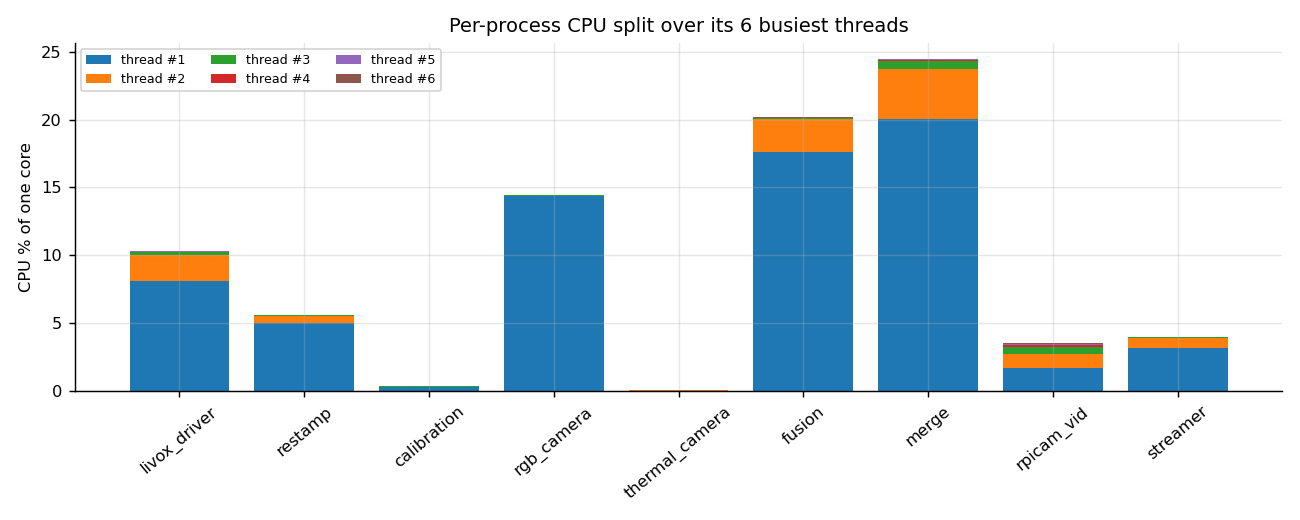 Per-process CPU split over its 6 busiest threads
thread #1 thread #3 thread #5
thread #2 thread #4 thread #6
CPU % of one core
25
20
15
10
5
0
livox_driver
restamp
calibration
rgb_camera
thermal_camera
fusion
merge
rpicam_vid
streamer